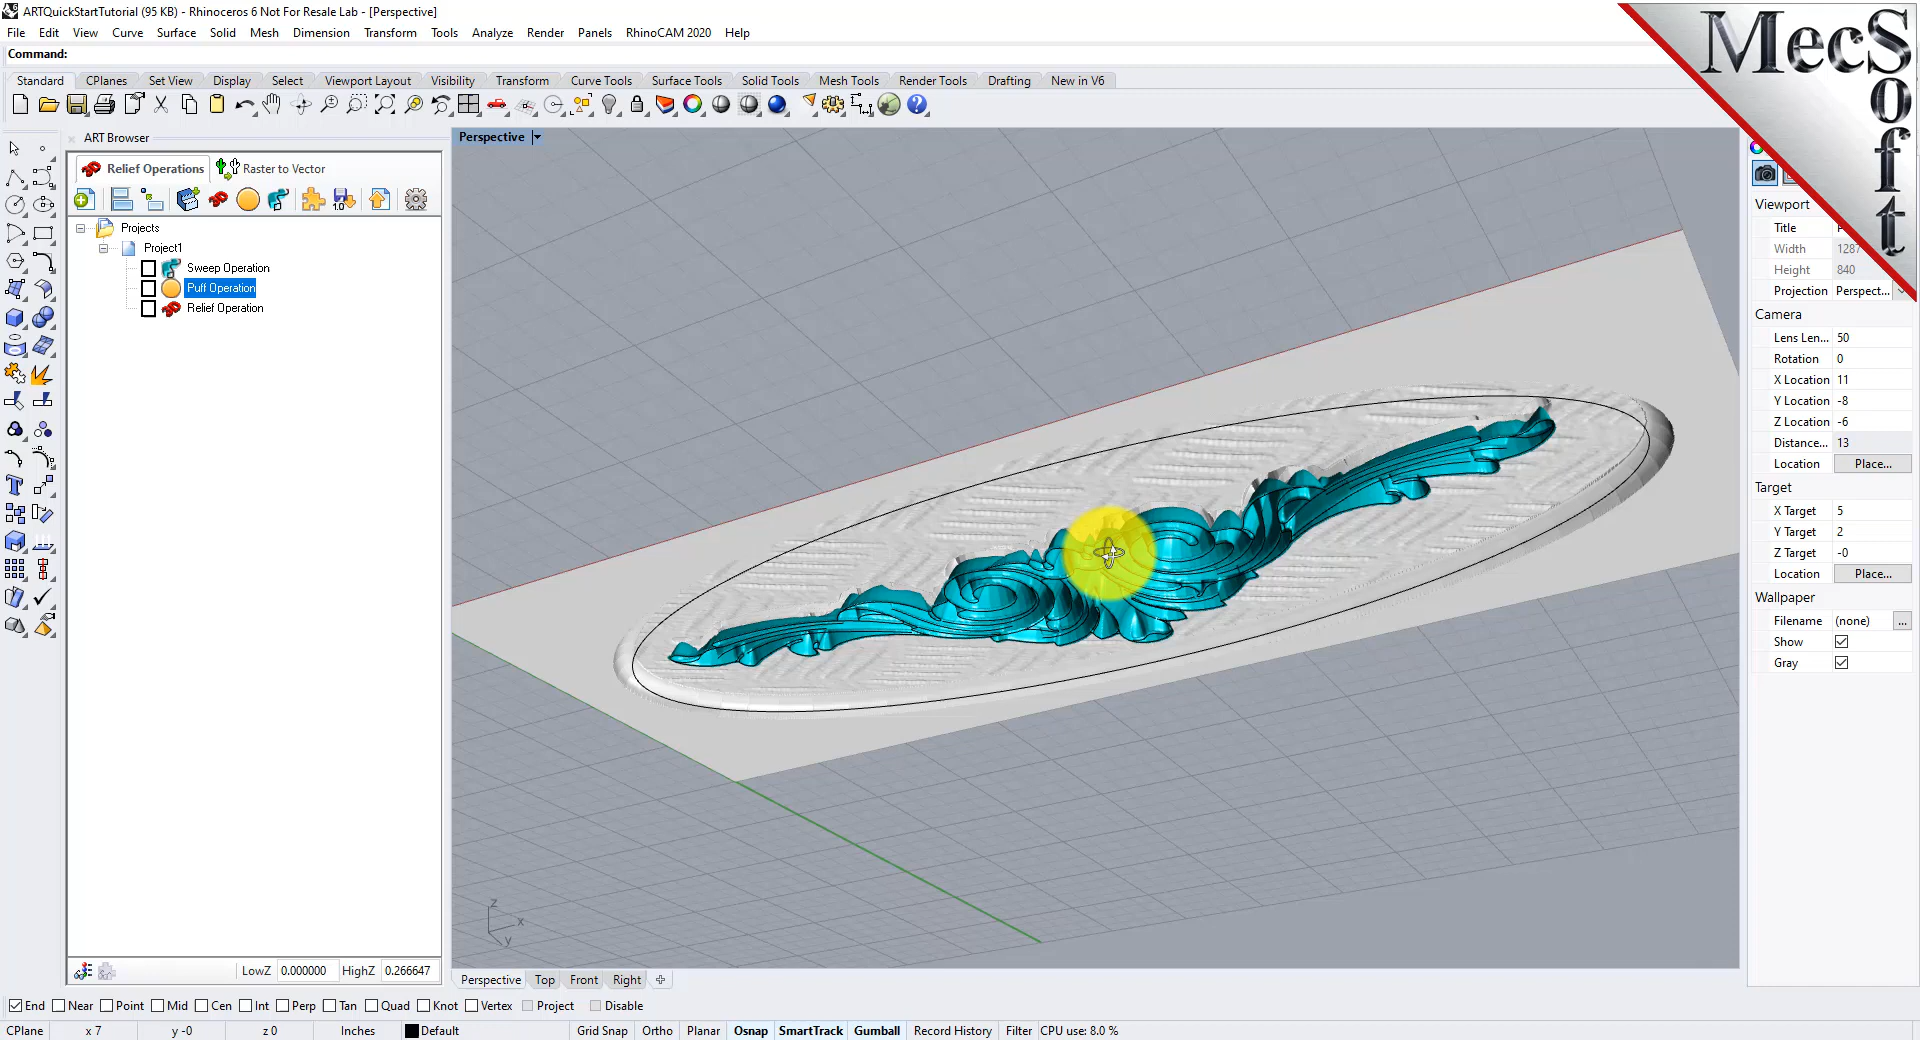 ARTQuickStartTutorial (95 KB) - Rhinoceros 6 Not For Resale Lab - [Perspective]
File Edit View Curve Surface Solid Mesh Dimension Transform Tools Analyze Render Panels RhinoCAM 2020 Help
Command:
Standard CPlanes Set View Display Select Viewport Layout Visibility Transform Curve Tools Surface Tools Solid Tools Mesh Tools Render Tools Drafting New in V6
MecSoft
ART Browser
Perspective
Relief Operations Raster to Vector
1.0
Projects
Project1
Sweep Operation
Puff Operation
Relief Operation
Viewport
Title
Width 1287
Height 840
Projection Perspect...
Camera
Lens Len... 50
Rotation 0
X Location 11
Y Location -8
Z Location -6
Distance... 13
Location Place...
Target
X Target 5
Y Target 2
Z Target -0
Location Place...
Wallpaper
Filename (none) ...
Show
Gray
z
x
y
LowZ 0.000000 HighZ 0.266647
Perspective Top Front Right
End Near Point Mid Cen Int Perp Tan Quad Knot Vertex Project Disable
CPlane x 7 y -0 z 0 Inches Default Grid Snap Ortho Planar Osnap SmartTrack Gumball Record History Filter CPU use: 8.0 %